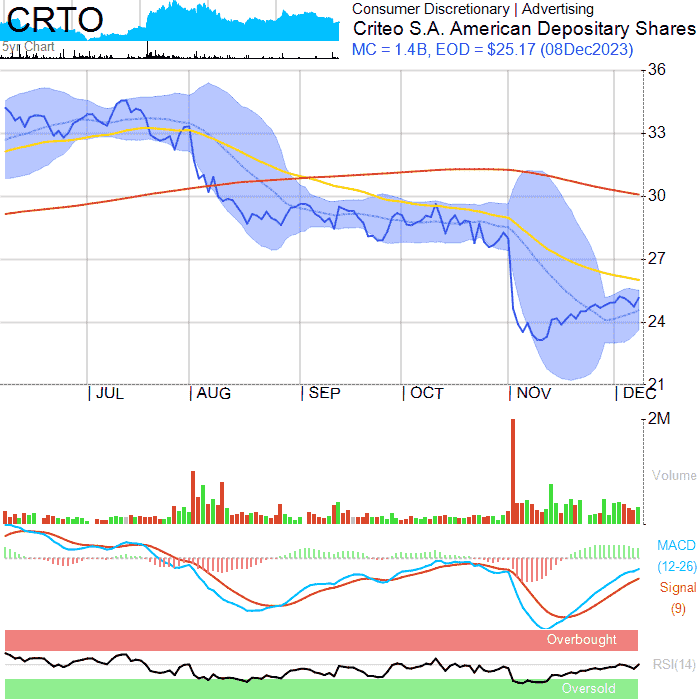 CRTO
5yr Chart
Consumer Discretionary | Advertising
Criteo S.A. American Depositary Shares
MC = 1.4B, EOD = $25.17 (08Dec2023)
36
33
30
27
24
21
| JUL | AUG | SEP | OCT | NOV | DEC
2M
Volume
MACD
(12-26)
Signal
(9)
Overbought
RSI(14)
Oversold